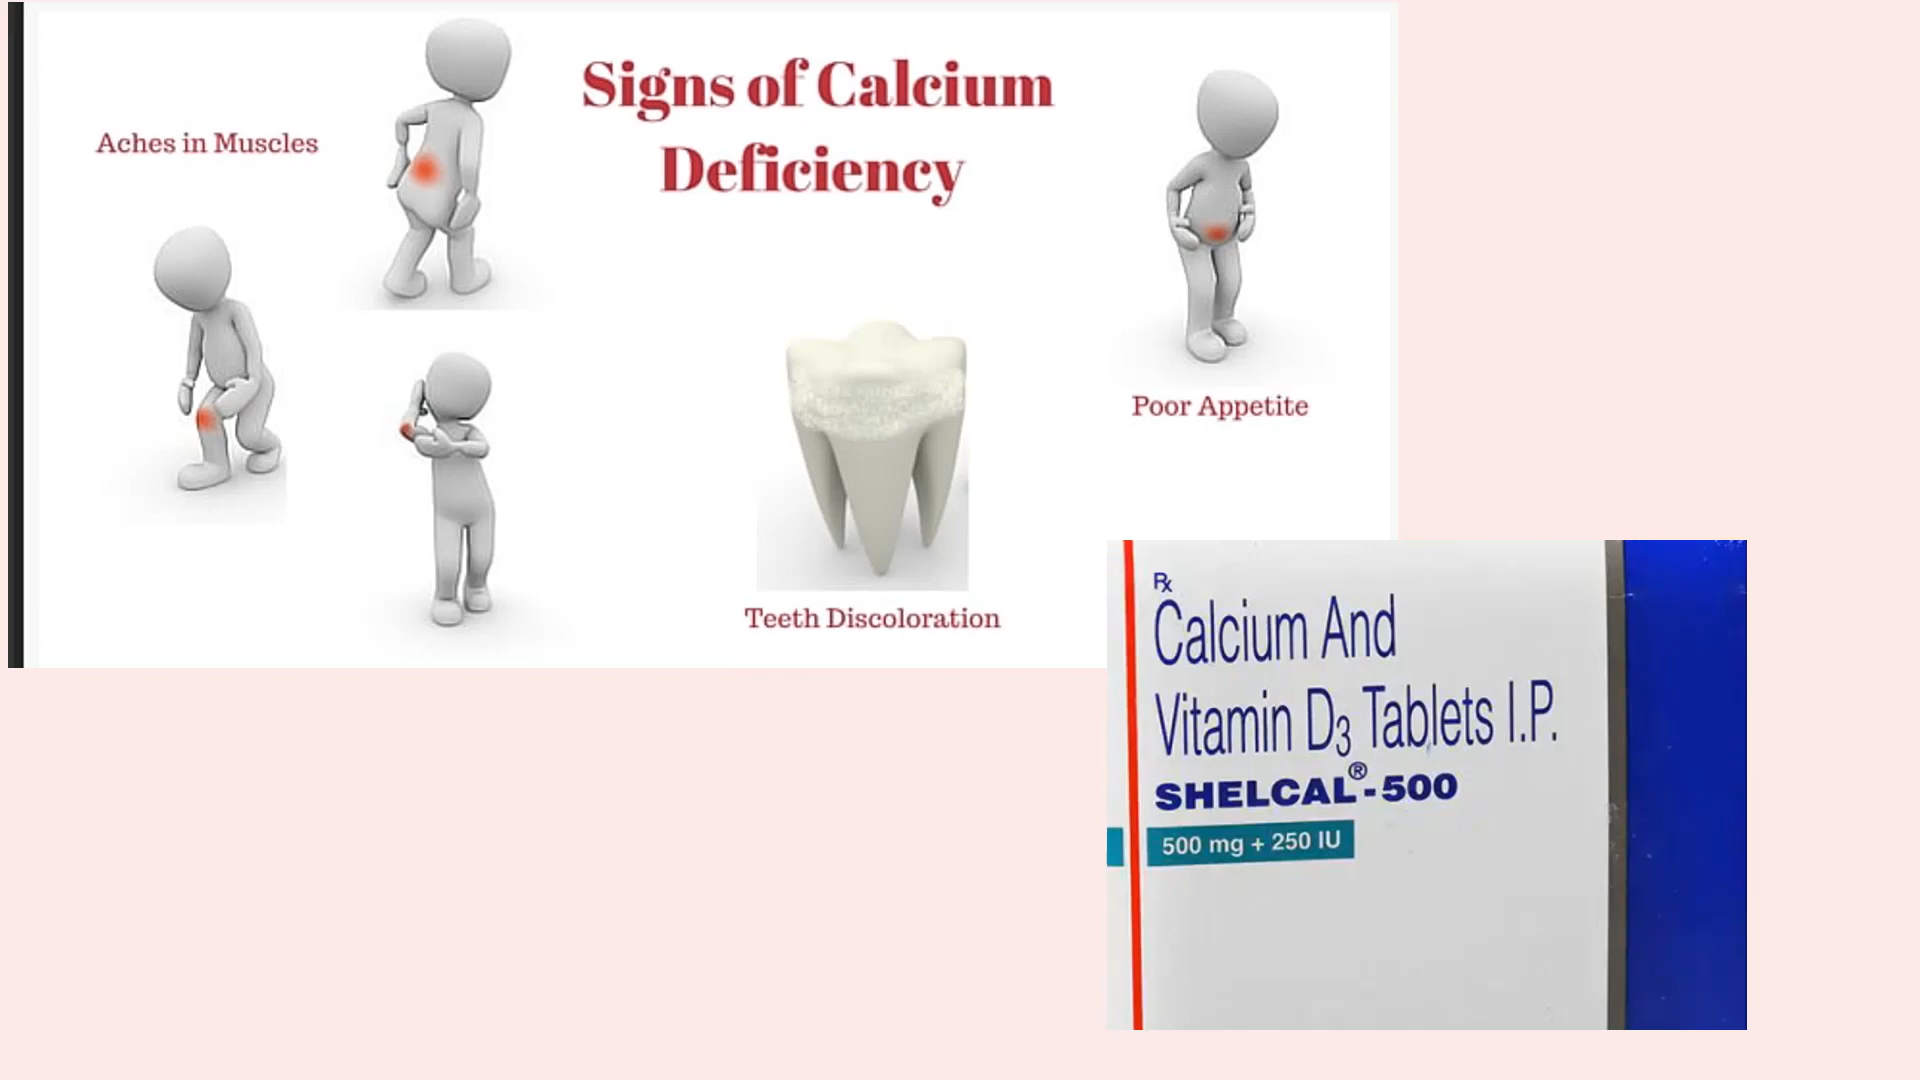 Signs of Calcium
Deficiency
Aches in Muscles
Poor Appetite
Teeth Discoloration
Rx
Calcium And
Vitamin D3 Tablets I.P.
SHELCAL®-500
500 mg + 250 IU